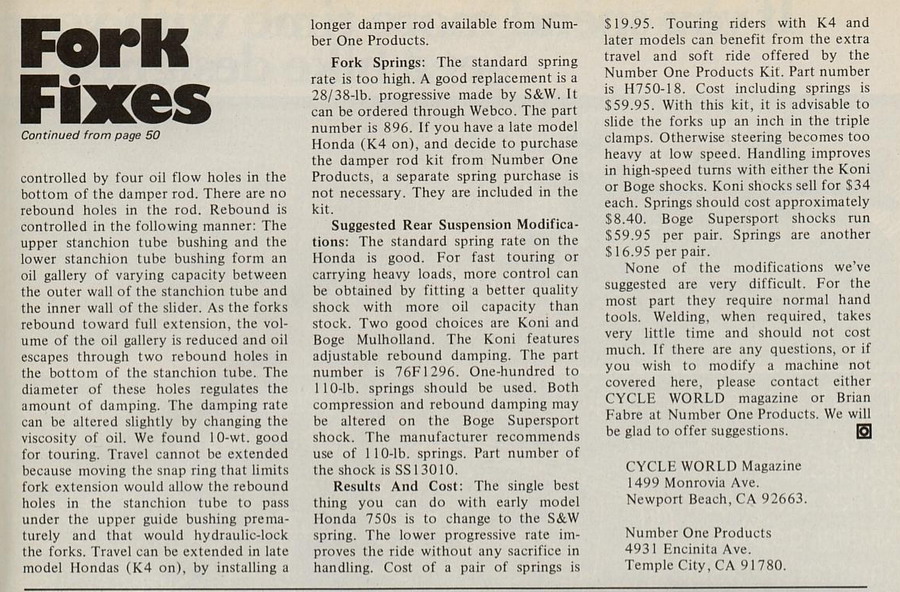 Fork
Fixes
Continued from page 50
controlled by four oil flow holes in the
bottom of the damper rod. There are no
rebound holes in the rod. Rebound is
controlled in the following manner: The
upper stanchion tube bushing and the
lower stanchion tube bushing form an
oil gallery of varying capacity between
the outer wall of the stanchion tube and
the inner wall of the slider. As the forks
rebound toward full extension, the vol-
ume of the oil gallery is reduced and oil
escapes through two rebound holes in
the bottom of the stanchion tube. The
diameter of these holes regulates the
amount of damping. The damping rate
can be altered slightly by changing the
viscosity of oil. We found 10-wt. good
for touring. Travel cannot be extended
because moving the snap ring that limits
fork extension would allow the rebound
holes in the stanchion tube to pass
under the upper guide bushing prema-
turely and that would hydraulic-lock
the forks. Travel can be extended in late
model Hondas (K4 on), by installing a
longer damper rod available from Num-
ber One Products.
Fork Springs: The standard spring
rate is too high. A good replacement is a
28/38-lb. progressive made by S&W. It
can be ordered through Webco. The part
number is 896. If you have a late model
Honda (K4 on), and decide to purchase
the damper rod kit from Number One
Products, a separate spring purchase is
not necessary. They are included in the
kit.
Suggested Rear Suspension Modifica-
tions: The standard spring rate on the
Honda is good. For fast touring or
carrying heavy loads, more control can
be obtained by fitting a better quality
shock with more oil capacity than
stock. Two good choices are Koni and
Boge Mulholland. The Koni features
adjustable rebound damping. The part
number is 76F1296. One-hundred to
110-lb. springs should be used. Both
compression and rebound damping may
be altered on the Boge Supersport
shock. The manufacturer recommends
use of 110-lb. springs. Part number of
the shock is SS13010.
Results And Cost: The single best
thing you can do with early model
Honda 750s is to change to the S&W
spring. The lower progressive rate im-
proves the ride without any sacrifice in
handling. Cost of a pair of springs is
$19.95. Touring riders with K4 and
later models can benefit from the extra
travel and soft ride offered by the
Number One Products Kit. Part number
is H750-18. Cost including springs is
$59.95. With this kit, it is advisable to
slide the forks up an inch in the triple
clamps. Otherwise steering becomes too
heavy at low speed. Handling improves
in high-speed turns with either the Koni
or Boge shocks. Koni shocks sell for $34
each. Springs should cost approximately
$8.40. Boge Supersport shocks run
$59.95 per pair. Springs are another
$16.95 per pair.
None of the modifications we've
suggested are very difficult. For the
most part they require normal hand
tools. Welding, when required, takes
very little time and should not cost
much. If there are any questions, or if
you wish to modify a machine not
covered here, please contact either
CYCLE WORLD magazine or Brian
Fabre at Number One Products. We will
be glad to offer suggestions.
CYCLE WORLD Magazine
1499 Monrovia Ave.
Newport Beach, CA 92663.
Number One Products
4931 Encinita Ave.
Temple City, CA 91780.